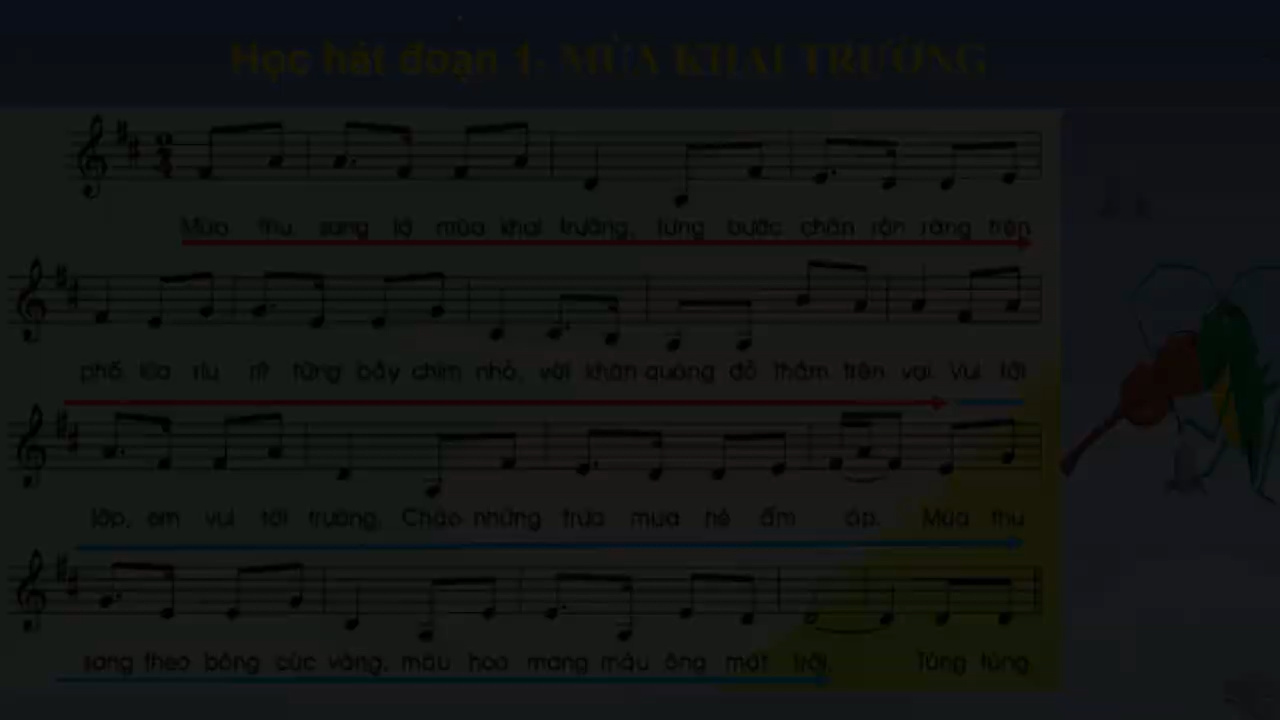 Học hát đoạn 1- MÙA KHAI TRƯỜNG
Mùa thu sang là mùa khai trường, từng bước chân rộn ràng trên
phố. Kìa ríu rít từng bầy chim nhỏ, với khăn quàng đỏ thắm trên vai. Vui tới
lớp, em vui tới trường, Chào những trưa mùa hè ấm áp. Mùa thu
sang theo bông cúc vàng, màu hoa mang màu ông mặt trời. Tùng tùng